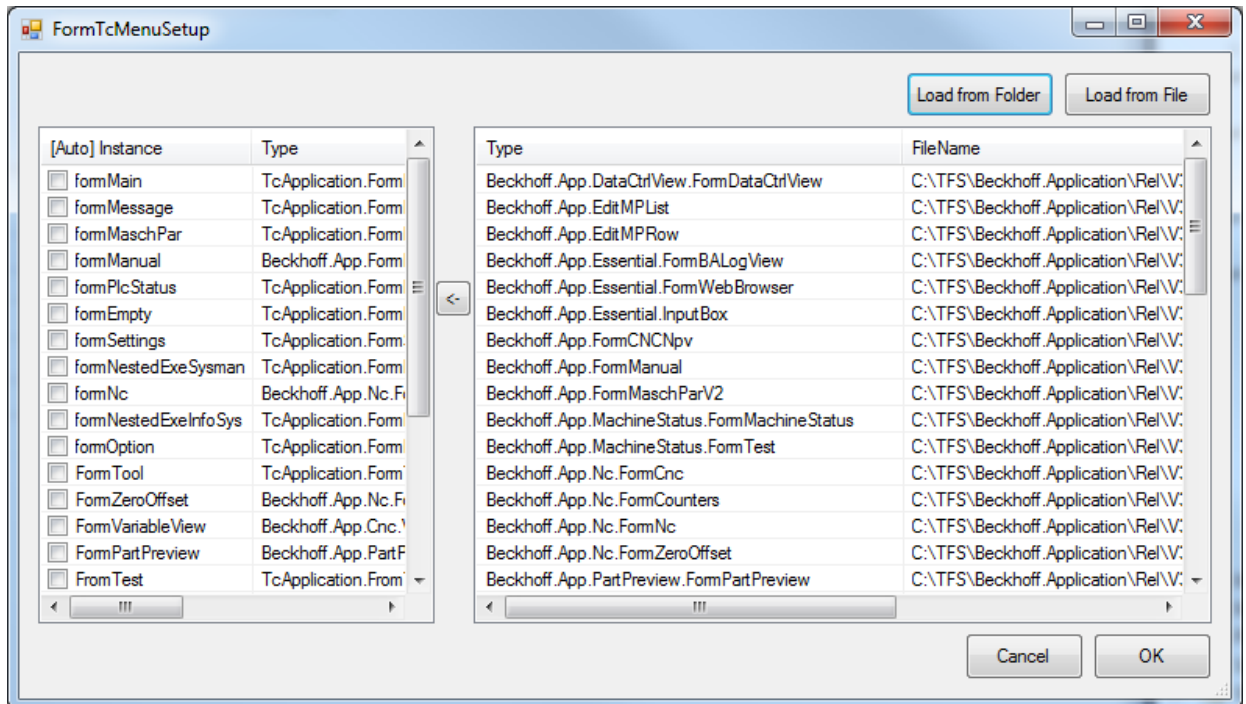 FormTcMenuSetup
Load from Folder Load from File
[Auto] Instance Type
formMain TcApplication.Form
formMessage TcApplication.Form
formMaschPar TcApplication.Form
formManual Beckhoff.App.Form
formPlcStatus TcApplication.Form
formEmpty TcApplication.Form
formSettings TcApplication.Form
formNestedExeSysman TcApplication.Form
formNc Beckhoff.App.Nc.F
formNestedExeInfoSys TcApplication.Form
formOption TcApplication.Form
FormTool TcApplication.Form
FormZeroOffset Beckhoff.App.Nc.F
FormVariableView Beckhoff.App.Cnc.
FormPartPreview Beckhoff.App.PartP
FromTest TcApplication.From
<-
Type FileName
Beckhoff.App.DataCtrlView.FormDataCtrlView C:\TFS\Beckhoff.Application\Rel\V
Beckhoff.App.EditMPList C:\TFS\Beckhoff.Application\Rel\V
Beckhoff.App.EditMPRow C:\TFS\Beckhoff.Application\Rel\V
Beckhoff.App.Essential.FormBALogView C:\TFS\Beckhoff.Application\Rel\V
Beckhoff.App.Essential.FormWebBrowser C:\TFS\Beckhoff.Application\Rel\V
Beckhoff.App.Essential.InputBox C:\TFS\Beckhoff.Application\Rel\V
Beckhoff.App.FormCNCNpv C:\TFS\Beckhoff.Application\Rel\V
Beckhoff.App.FormManual C:\TFS\Beckhoff.Application\Rel\V
Beckhoff.App.FormMaschParV2 C:\TFS\Beckhoff.Application\Rel\V
Beckhoff.App.MachineStatus.FormMachineStatus C:\TFS\Beckhoff.Application\Rel\V
Beckhoff.App.MachineStatus.FormTest C:\TFS\Beckhoff.Application\Rel\V
Beckhoff.App.Nc.FormCnc C:\TFS\Beckhoff.Application\Rel\V
Beckhoff.App.Nc.FormCounters C:\TFS\Beckhoff.Application\Rel\V
Beckhoff.App.Nc.FormNc C:\TFS\Beckhoff.Application\Rel\V
Beckhoff.App.Nc.FormZeroOffset C:\TFS\Beckhoff.Application\Rel\V
Beckhoff.App.PartPreview.FormPartPreview C:\TFS\Beckhoff.Application\Rel\V
Cancel OK